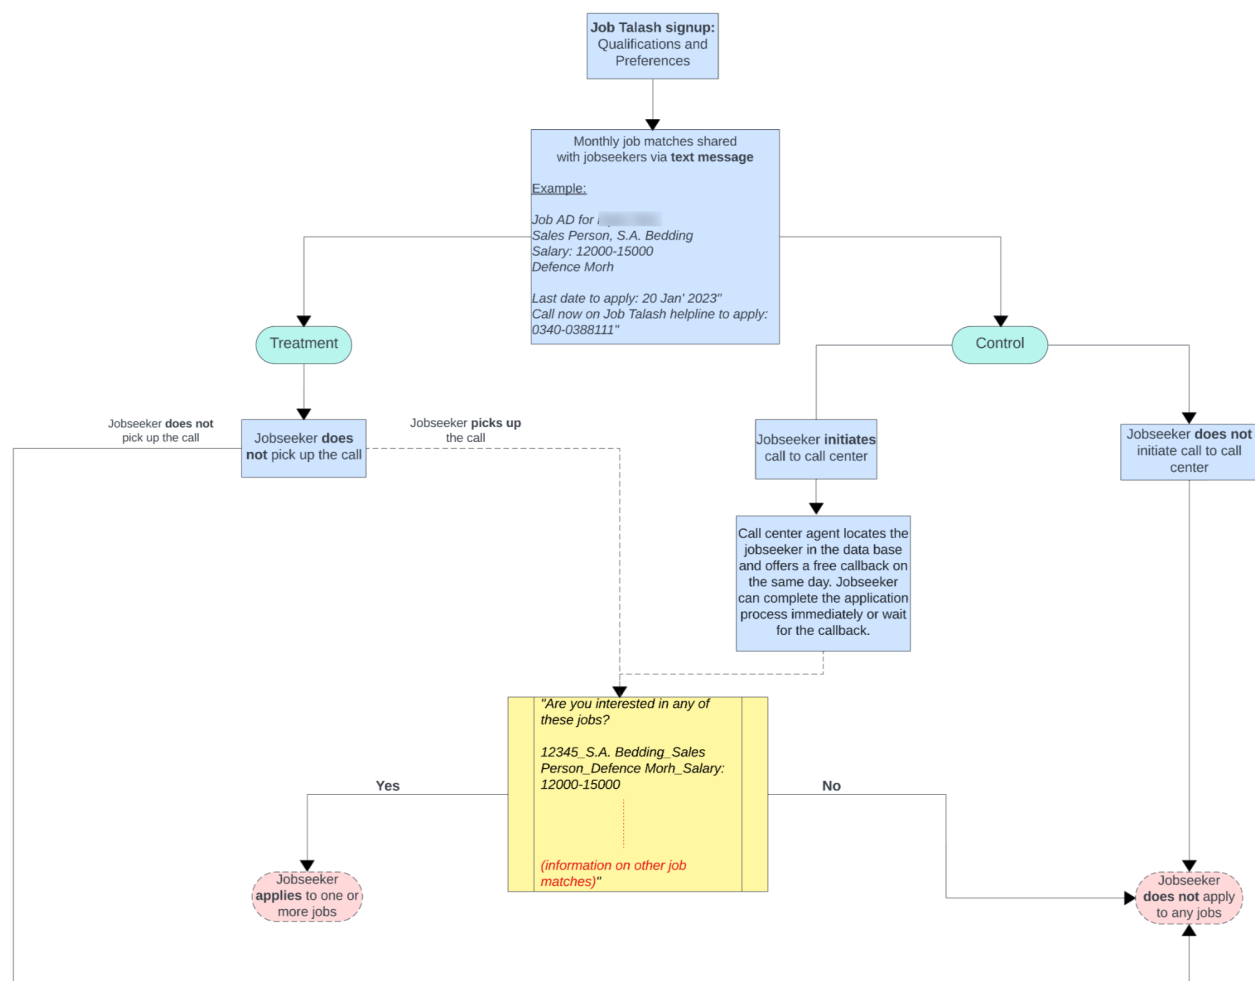 Job Talash signup:
Qualifications and
Preferences
Monthly job matches shared
with jobseekers via text message
Example:
Job AD for
Sales Person, S.A. Bedding
Salary: 12000-15000
Defence Morh
Last date to apply: 20 Jan' 2023"
Call now on Job Talash helpline to apply:
0340-0388111"
Treatment
Control
Jobseeker does not
pick up the call
Jobseeker does
not pick up the call
Jobseeker picks up
the call
Jobseeker initiates
call to call center
Jobseeker does not
initiate call to call
center
Call center agent locates the
jobseeker in the data base
and offers a free callback on
the same day. Jobseeker
can complete the application
process immediately or wait
for the callback.
"Are you interested in any of
these jobs?
12345_S.A. Bedding_Sales
Person_Defence Morh_Salary:
12000-15000
(information on other job
matches)"
Yes
No
Jobseeker
applies to one or
more jobs
Jobseeker
does not apply
to any jobs